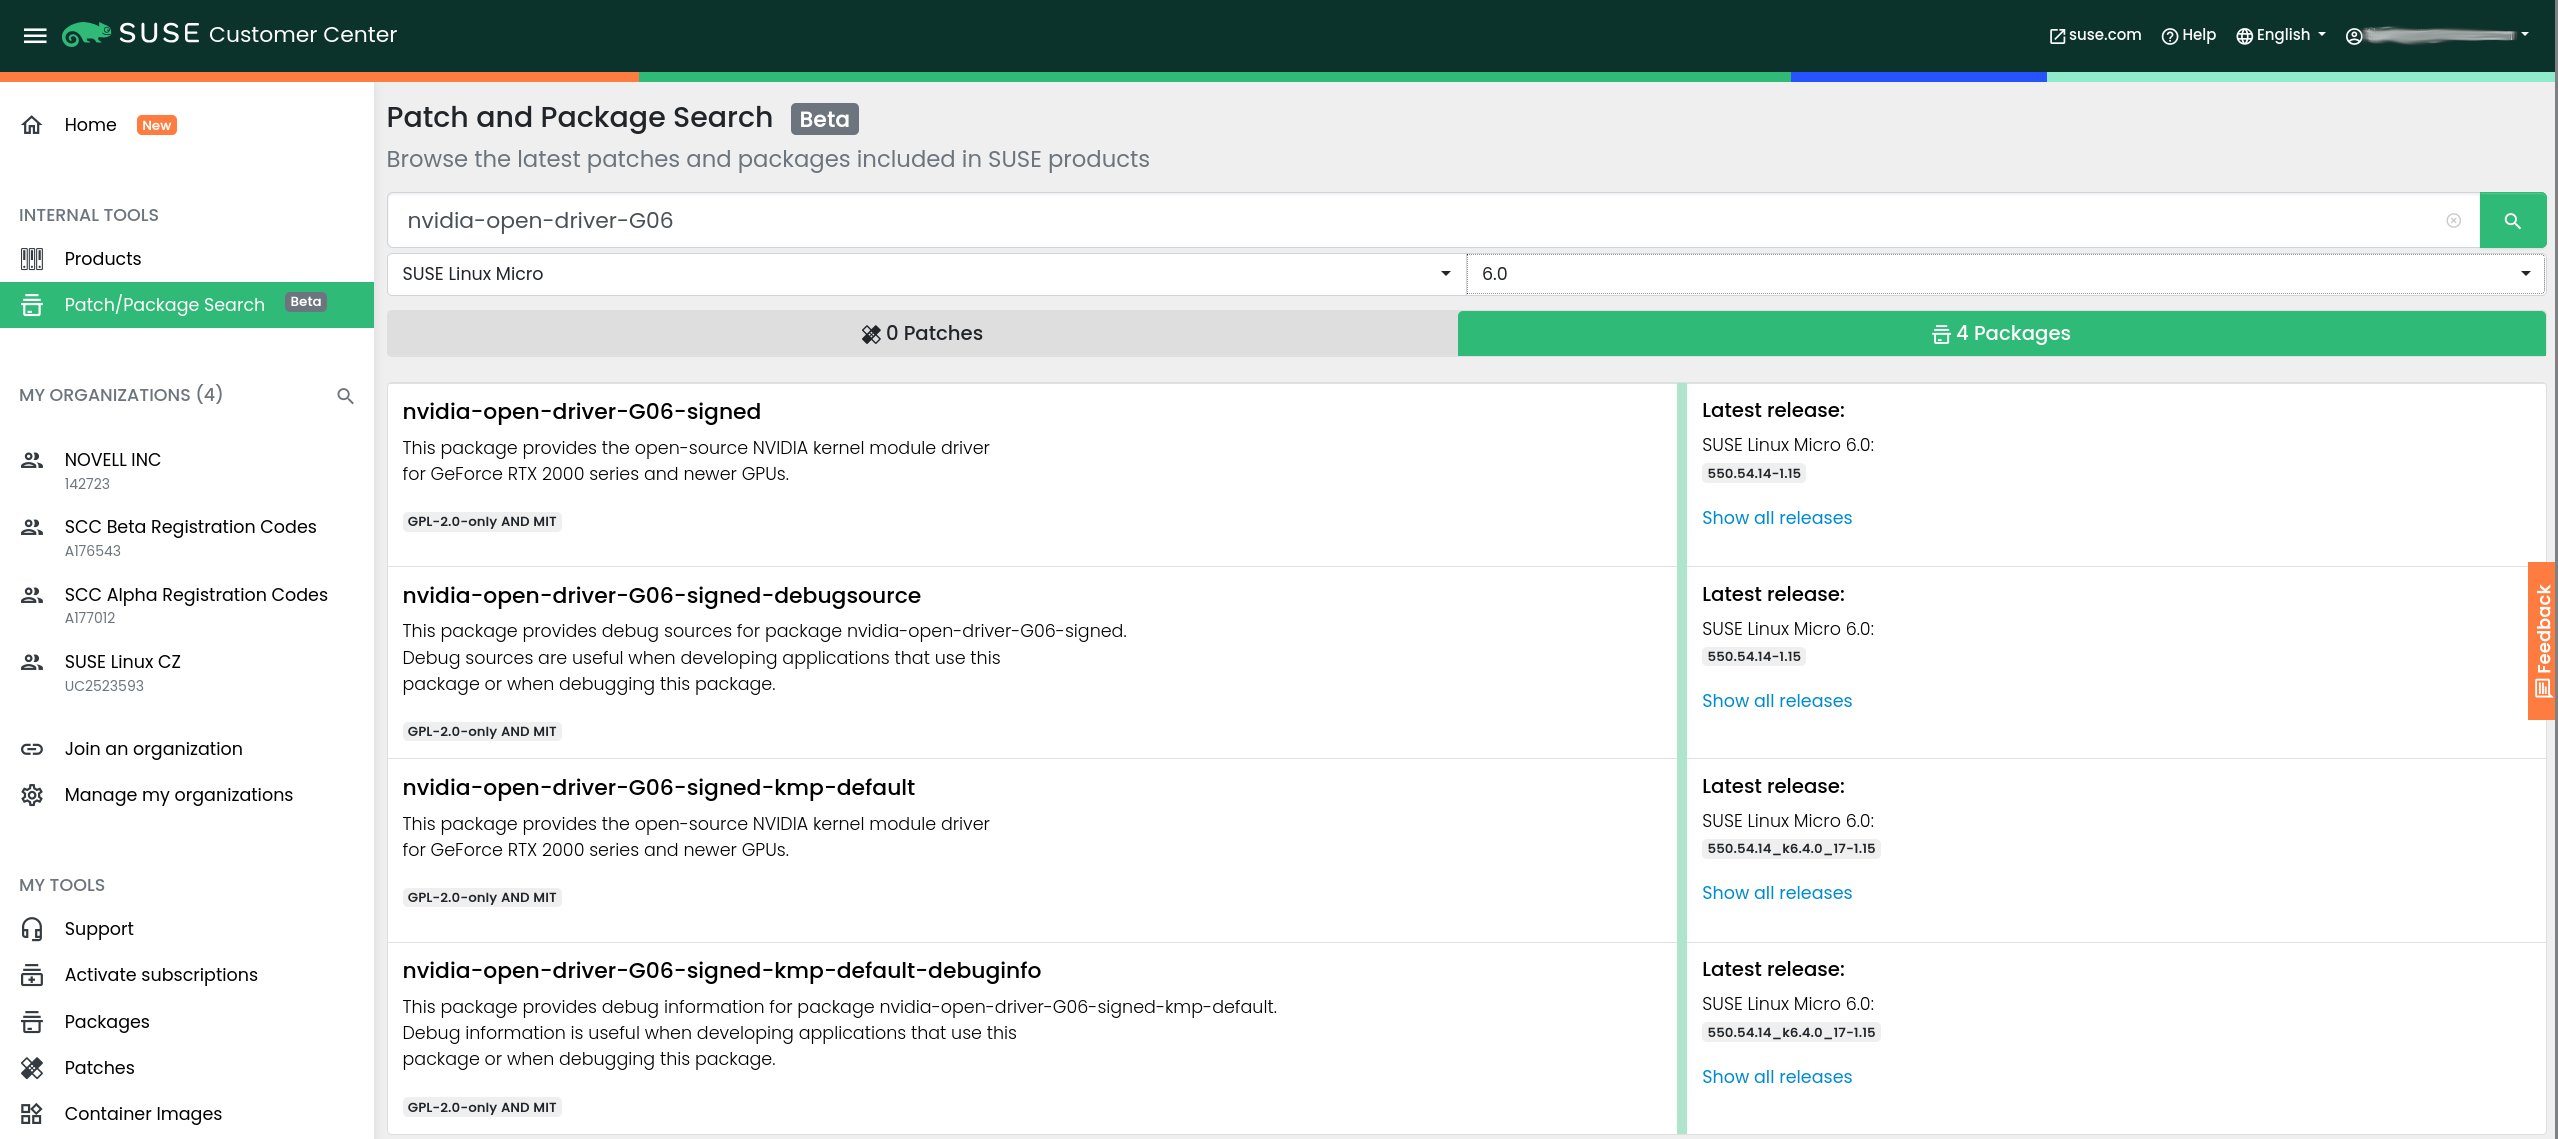 SUSE Customer Center
suse.com Help English
Home New
INTERNAL TOOLS
Products
Patch/Package Search Beta
MY ORGANIZATIONS (4)
NOVELL INC
142723
SCC Beta Registration Codes
A176543
SCC Alpha Registration Codes
A177012
SUSE Linux CZ
UC2523593
Join an organization
Manage my organizations
MY TOOLS
Support
Activate subscriptions
Packages
Patches
Container Images
Patch and Package Search Beta
Browse the latest patches and packages included in SUSE products
nvidia-open-driver-G06
SUSE Linux Micro 6.0
0 Patches 4 Packages
nvidia-open-driver-G06-signed
This package provides the open-source NVIDIA kernel module driver
for GeForce RTX 2000 series and newer GPUs.
GPL-2.0-only AND MIT
Latest release:
SUSE Linux Micro 6.0:
550.54.14-1.15
Show all releases
nvidia-open-driver-G06-signed-debugsource
This package provides debug sources for package nvidia-open-driver-G06-signed.
Debug sources are useful when developing applications that use this
package or when debugging this package.
GPL-2.0-only AND MIT
Latest release:
SUSE Linux Micro 6.0:
550.54.14-1.15
Show all releases
nvidia-open-driver-G06-signed-kmp-default
This package provides the open-source NVIDIA kernel module driver
for GeForce RTX 2000 series and newer GPUs.
GPL-2.0-only AND MIT
Latest release:
SUSE Linux Micro 6.0:
550.54.14_k6.4.0_17-1.15
Show all releases
nvidia-open-driver-G06-signed-kmp-default-debuginfo
This package provides debug information for package nvidia-open-driver-G06-signed-kmp-default.
Debug information is useful when developing applications that use this
package or when debugging this package.
GPL-2.0-only AND MIT
Latest release:
SUSE Linux Micro 6.0:
550.54.14_k6.4.0_17-1.15
Show all releases
Feedback